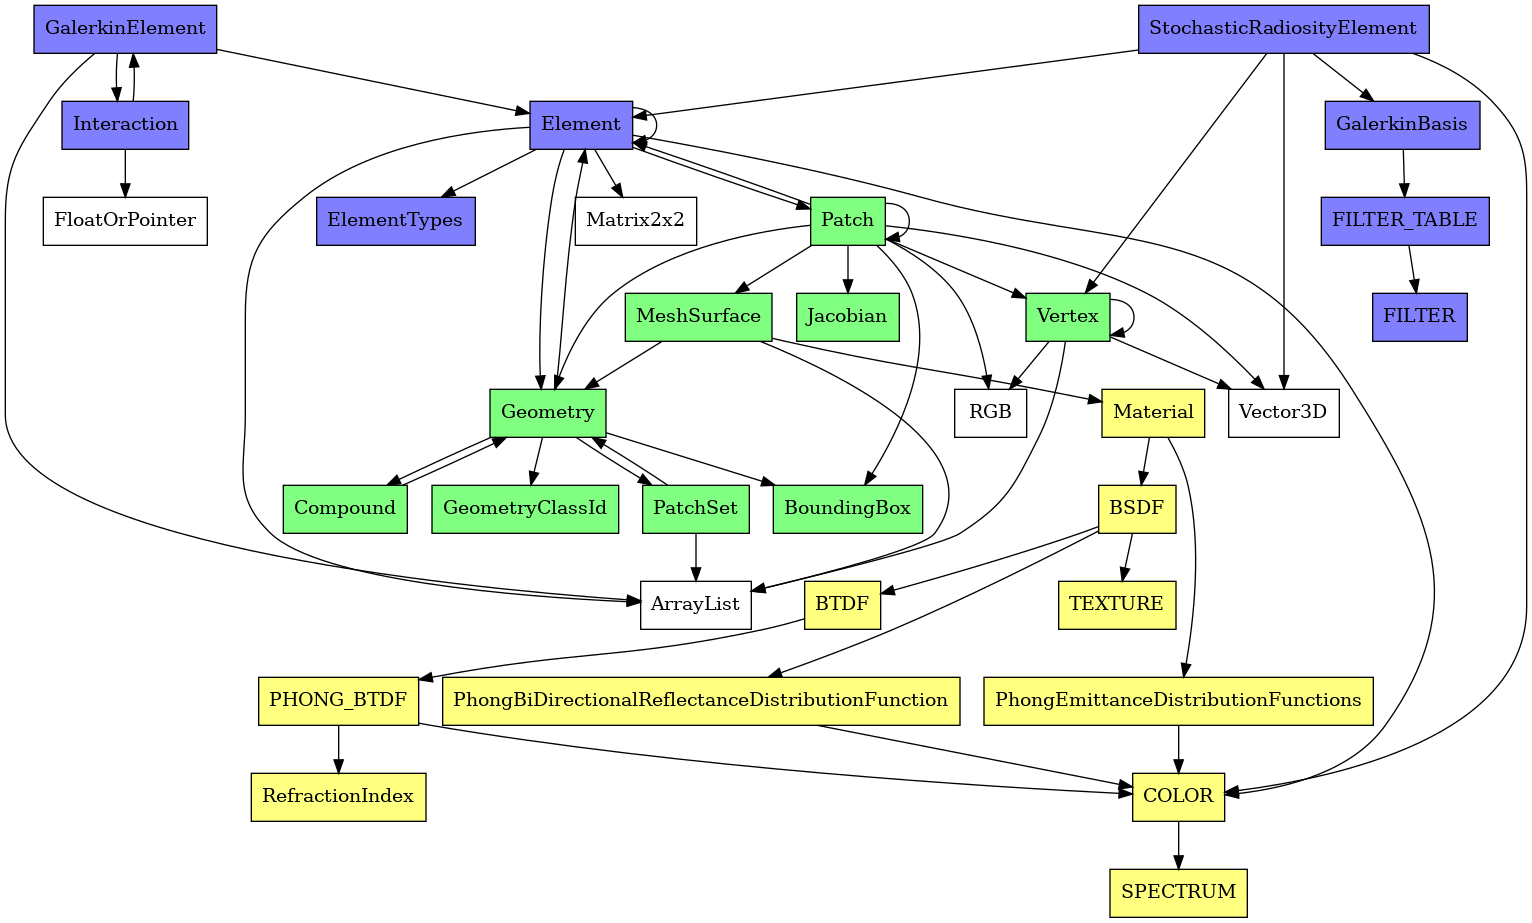 GalerkinElement
StochasticRadiosityElement
Interaction
Element
GalerkinBasis
FloatOrPointer
ElementTypes
Matrix2x2
Patch
FILTER_TABLE
MeshSurface
Jacobian
Vertex
FILTER
Geometry
RGB
Material
Vector3D
Compound
GeometryClassId
PatchSet
BoundingBox
BSDF
ArrayList
BTDF
TEXTURE
PHONG_BTDF
PhongBiDirectionalReflectanceDistributionFunction
PhongEmittanceDistributionFunctions
RefractionIndex
COLOR
SPECTRUM